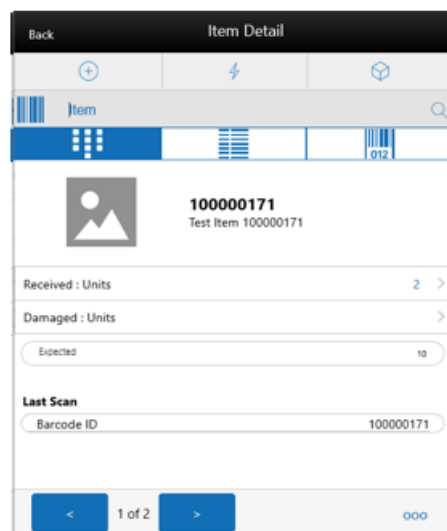 Back Item Detail
Item
012
100000171
Test Item 100000171
Received : Units 2 >
Damaged : Units >
Expected 10
Last Scan
Barcode ID 100000171
< 1 of 2 > ooo